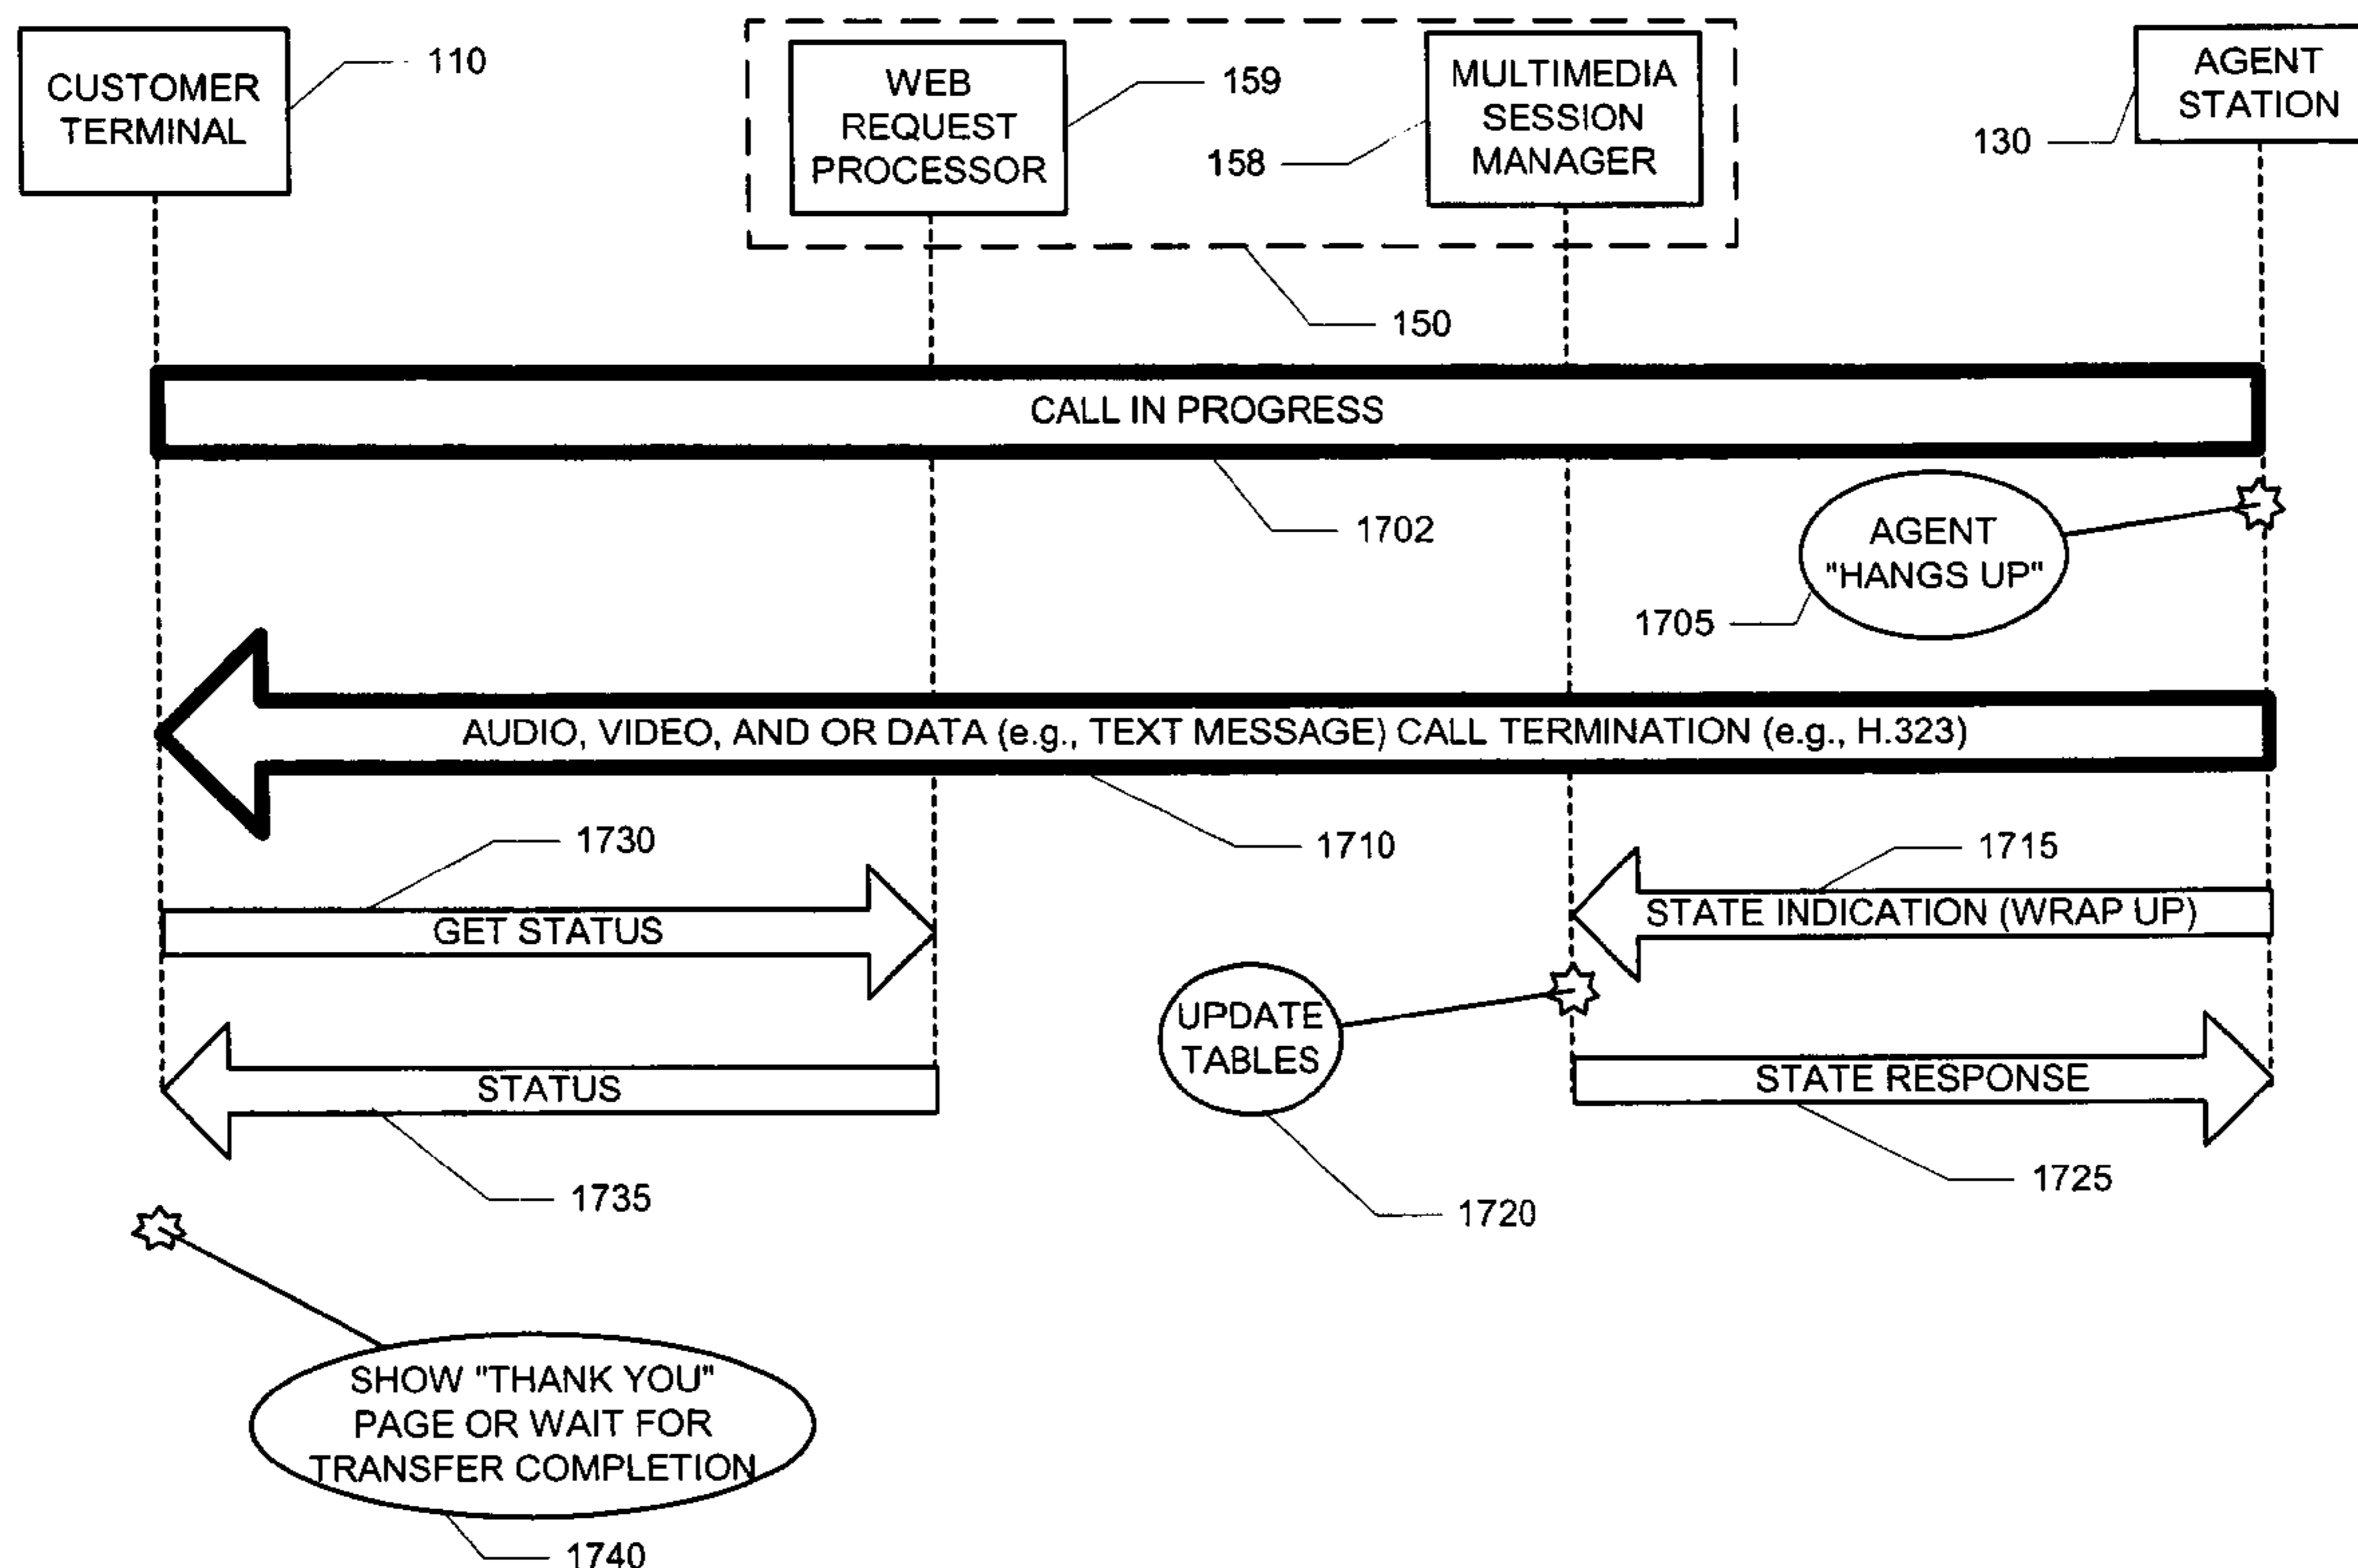 CUSTOMER
TERMINAL
110
WEB
REQUEST
PROCESSOR
159
MULTIMEDIA
SESSION
MANAGER
158
AGENT
STATION
130
150
CALL IN PROGRESS
1702
AGENT
"HANGS UP"
1705
AUDIO, VIDEO, AND OR DATA (e.g., TEXT MESSAGE) CALL TERMINATION (e.g., H.323)
1710
1730
GET STATUS
1715
STATE INDICATION (WRAP UP)
UPDATE
TABLES
1720
STATUS
1735
STATE RESPONSE
1725
SHOW "THANK YOU"
PAGE OR WAIT FOR
TRANSFER COMPLETION
1740